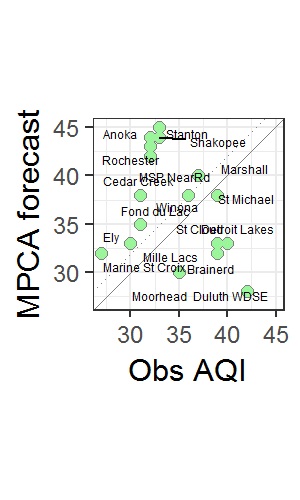 MPCA forecast
45
40
35
30
Anoka
Stanton
Shakopee
Rochester
Marshall
MSP NearRd
Cedar Creek
St Michael
Winona
Fond du Lac
St Cloud
Detroit Lakes
Ely
Mille Lacs
Marine St Croix
Brainerd
Moorhead
Duluth WDSE
30
35
40
45
Obs AQI